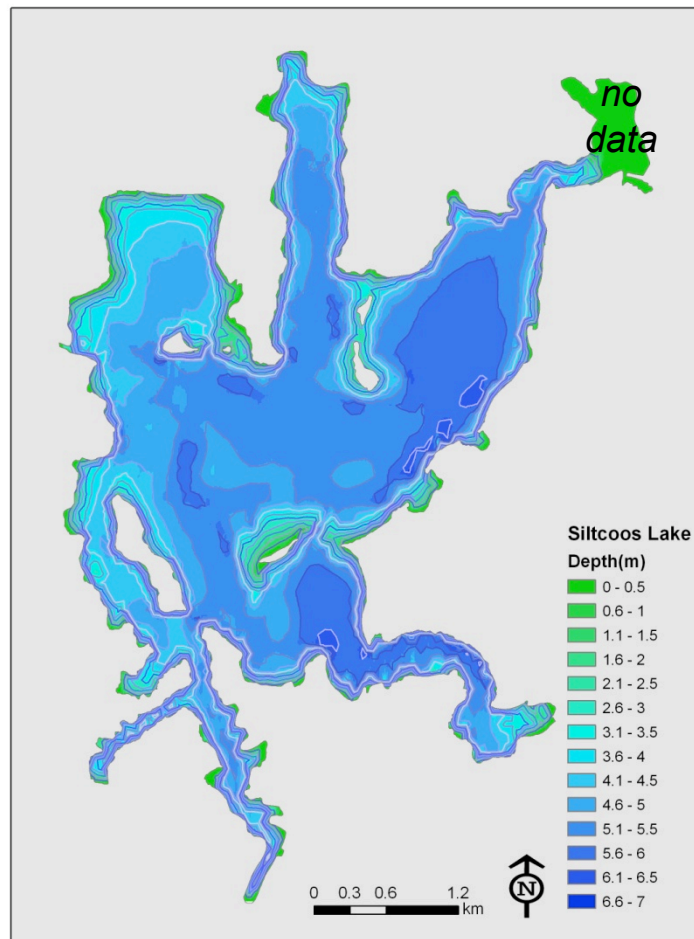 no
data
Siltcoos Lake
Depth(m)
0 - 0.5
0.6 - 1
1.1 - 1.5
1.6 - 2
2.1 - 2.5
2.6 - 3
3.1 - 3.5
3.6 - 4
4.1 - 4.5
4.6 - 5
5.1 - 5.5
5.6 - 6
6.1 - 6.5
6.6 - 7
0 0.3 0.6 1.2
km
N